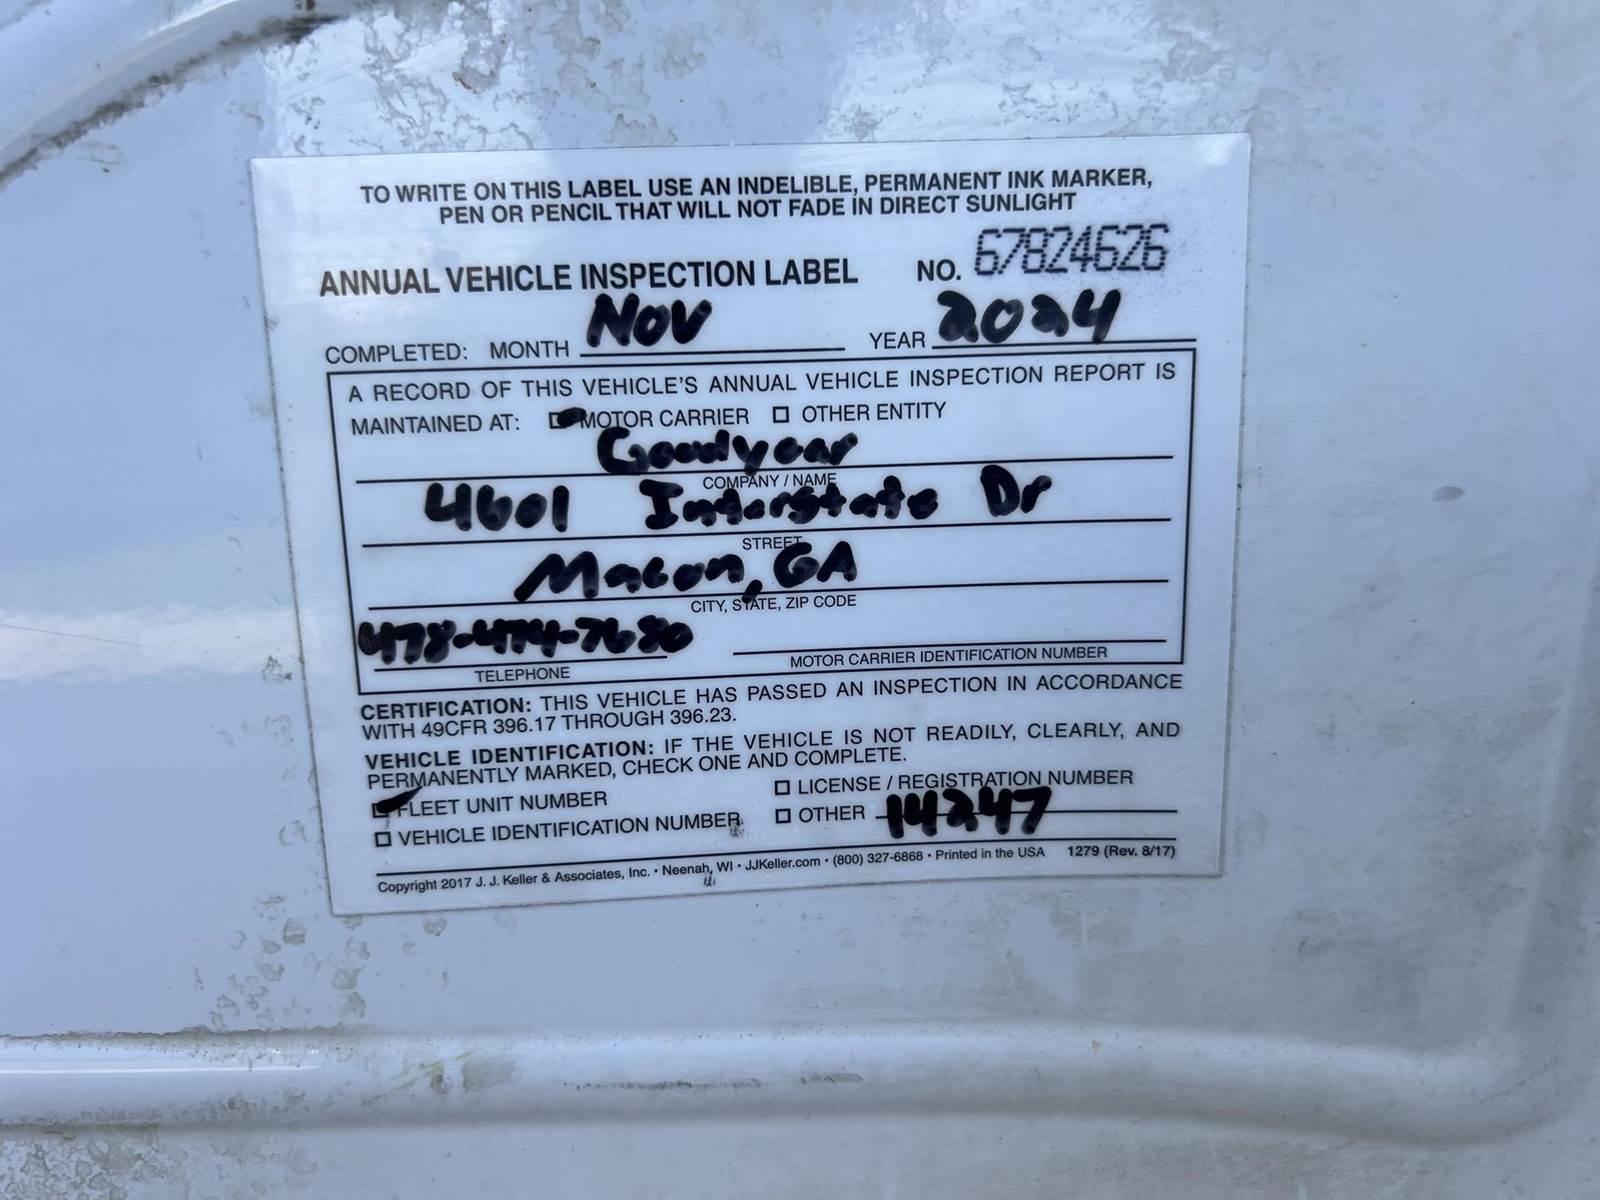 TO WRITE ON THIS LABEL USE AN INDELIBLE, PERMANENT INK MARKER,
PEN OR PENCIL THAT WILL NOT FADE IN DIRECT SUNLIGHT
ANNUAL VEHICLE INSPECTION LABEL NO. 67824626
COMPLETED: MONTH Nov YEAR 2024
A RECORD OF THIS VEHICLE'S ANNUAL VEHICLE INSPECTION REPORT IS
MAINTAINED AT: MOTOR CARRIER ☐ OTHER ENTITY
Goodyear
COMPANY / NAME
4601 Interstate Dr
STREET
Macon, GA
CITY, STATE, ZIP CODE
478-474-7680
TELEPHONE MOTOR CARRIER IDENTIFICATION NUMBER
CERTIFICATION: THIS VEHICLE HAS PASSED AN INSPECTION IN ACCORDANCE
WITH 49CFR 396.17 THROUGH 396.23.
VEHICLE IDENTIFICATION: IF THE VEHICLE IS NOT READILY, CLEARLY, AND
PERMANENTLY MARKED, CHECK ONE AND COMPLETE.
FLEET UNIT NUMBER ☐ LICENSE / REGISTRATION NUMBER
☐ VEHICLE IDENTIFICATION NUMBER ☐ OTHER 14247
Copyright 2017 J. J. Keller & Associates, Inc. • Neenah, WI • JJKeller.com • (800) 327-6868 • Printed in the USA 1279 (Rev. 8/17)